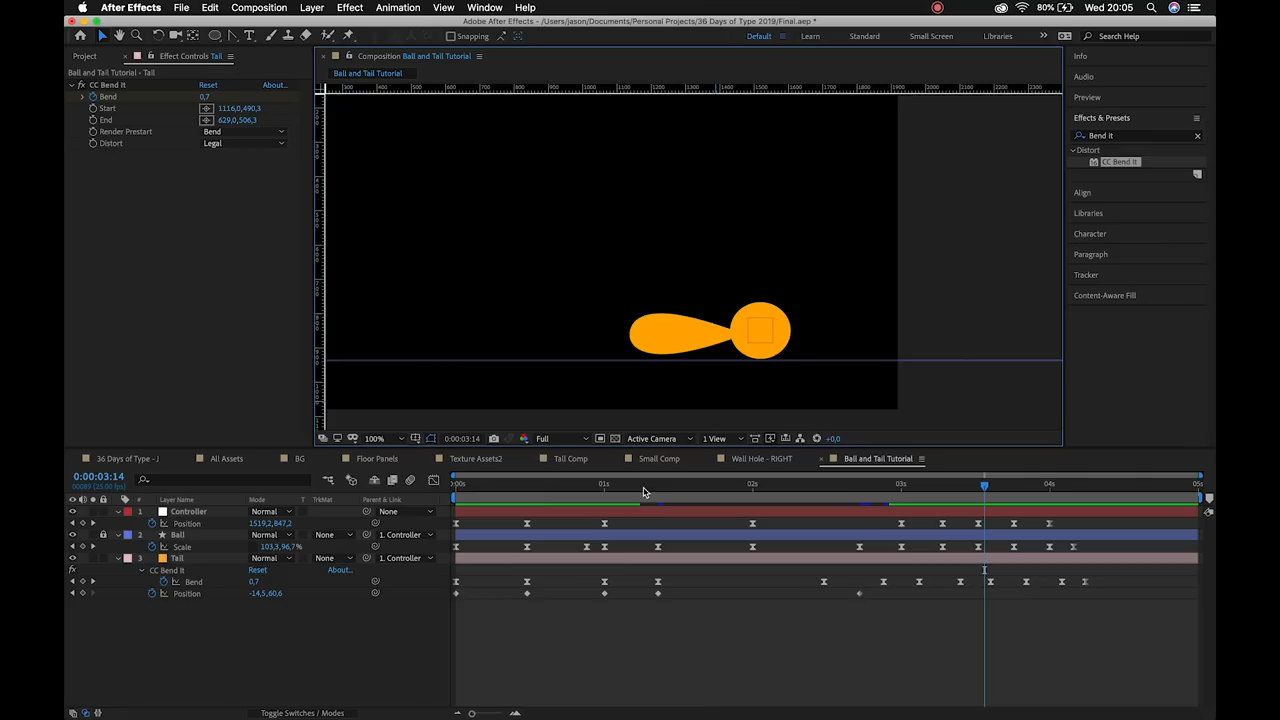 After Effects File Edit Composition Layer Effect Animation View Window Help 80% Wed 20:05
Adobe After Effects - /Users/jason/Documents/Personal Projects/36 Days of Type 2019/Final.aep *
Snapping Default Learn Standard Small Screen Libraries Search Help
Project Effect Controls Tail Composition Ball and Tail Tutorial Info
Ball and Tail Tutorial - Tail Ball and Tail Tutorial
fx CC Bend It Reset About... Audio
Bend 0,7 Preview
Start 1116,0,490,3
End 629,0,506,3 Effects & Presets
Render Prestart Bend Bend it
Distort Legal Distort
CC Bend It
Align
Libraries
Character
Paragraph
Tracker
Content-Aware Fill
100% 0:00:03:14 Full Active Camera 1 View +0,0
36 Days of Type - J All Assets BG Floor Panels Texture Assets2 Tail Comp Small Comp Wall Hole - RIGHT Ball and Tail Tutorial
0:00:03:14
00089 (25.00 fps) :00s 01s 02s 03s 04s 05s
# Layer Name Mode TrkMat Parent & Link
1 Controller Normal None
Position 1519,2,847,2
2 Ball Normal None 1. Controller
Scale 103,3,96,7%
3 Tail Normal None 1. Controller
fx CC Bend It Reset About...
Bend 0,7
Position -14,5,60,6
Toggle Switches / Modes